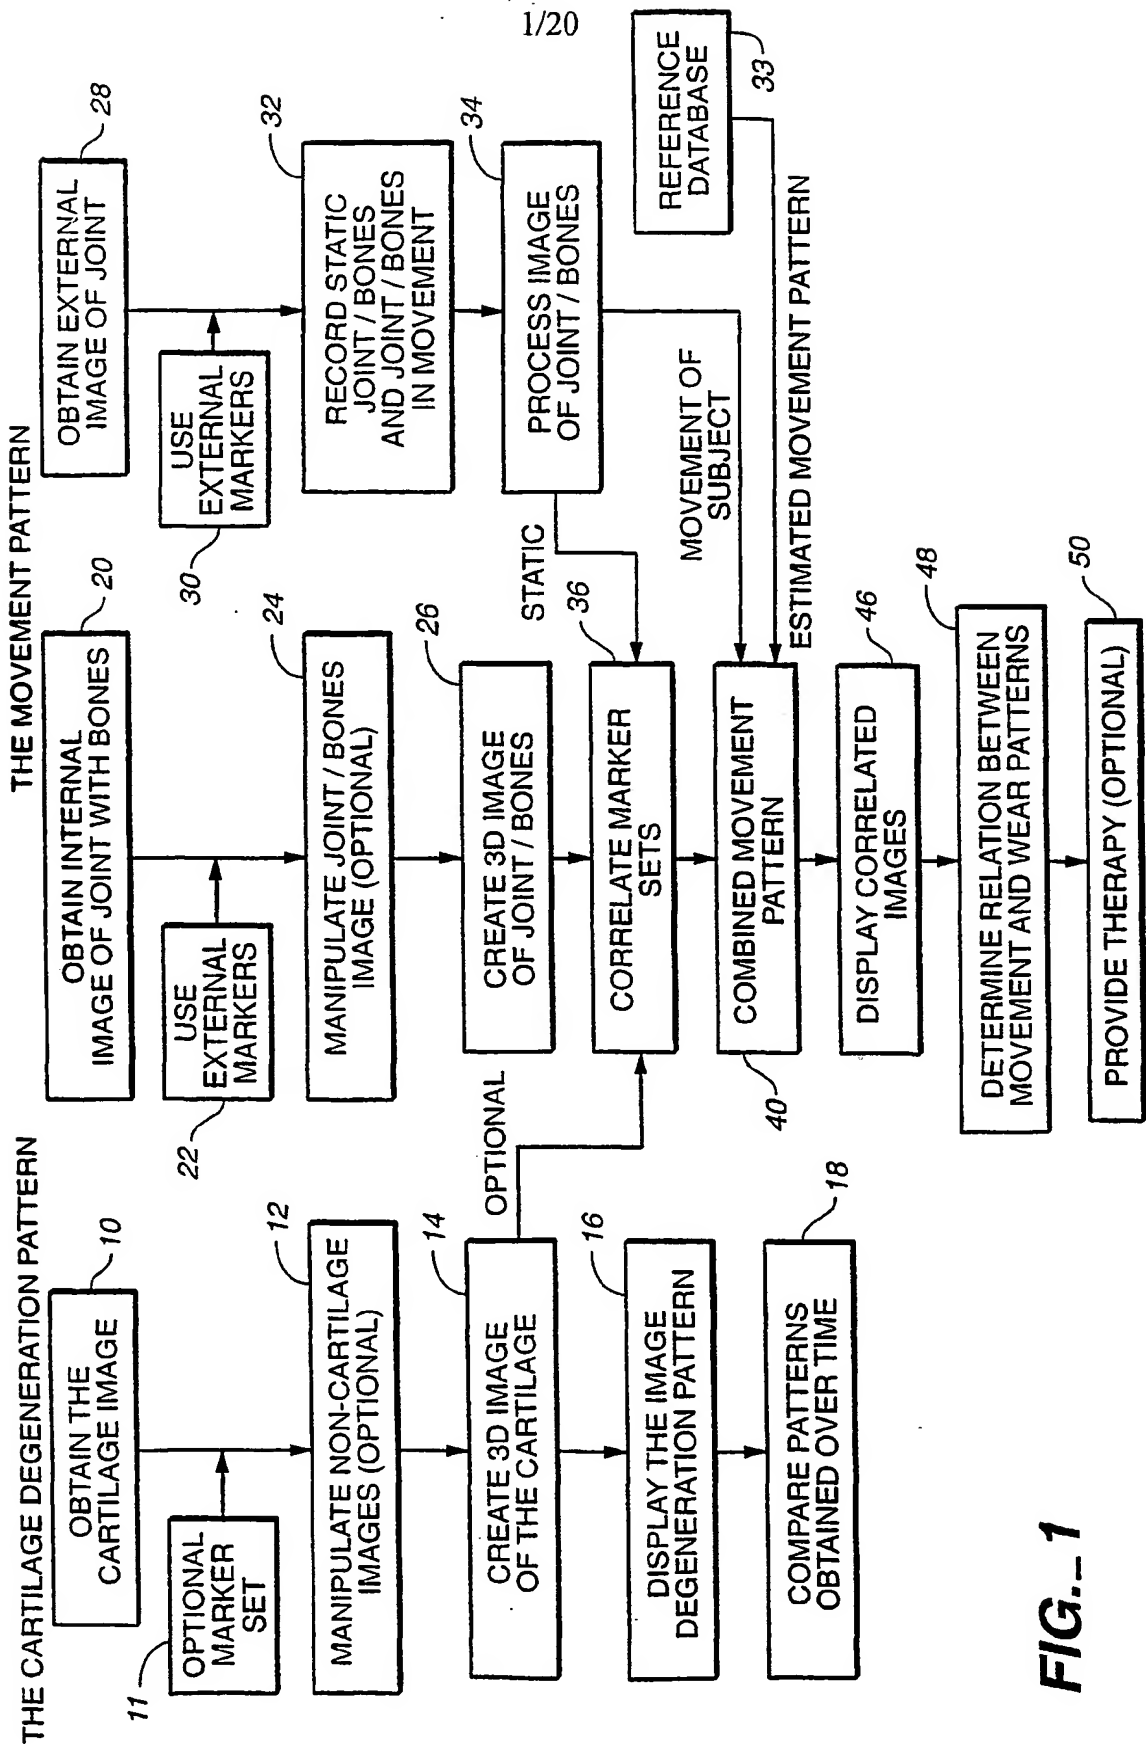 1/20
THE CARTILAGE DEGENERATION PATTERN
10
OBTAIN THE
CARTILAGE IMAGE
11
OPTIONAL
MARKER
SET
12
MANIPULATE NON-CARTILAGE
IMAGES (OPTIONAL)
14
CREATE 3D IMAGE
OF THE CARTILAGE
OPTIONAL
16
DISPLAY THE IMAGE
DEGENERATION PATTERN
18
COMPARE PATTERNS
OBTAINED OVER TIME
THE MOVEMENT PATTERN
20
OBTAIN INTERNAL
IMAGE OF JOINT WITH BONES
22
USE
EXTERNAL
MARKERS
24
MANIPULATE JOINT / BONES
IMAGE (OPTIONAL)
26
CREATE 3D IMAGE
OF JOINT / BONES
36
CORRELATE MARKER
SETS
40
COMBINED MOVEMENT
PATTERN
46
DISPLAY CORRELATED
IMAGES
48
DETERMINE RELATION BETWEEN
MOVEMENT AND WEAR PATTERNS
50
PROVIDE THERAPY (OPTIONAL)
28
OBTAIN EXTERNAL
IMAGE OF JOINT
30
USE
EXTERNAL
MARKERS
32
RECORD STATIC
JOINT / BONES
AND JOINT / BONES
IN MOVEMENT
34
PROCESS IMAGE
OF JOINT / BONES
STATIC
MOVEMENT OF
SUBJECT
33
REFERENCE
DATABASE
ESTIMATED MOVEMENT PATTERN
FIG._1